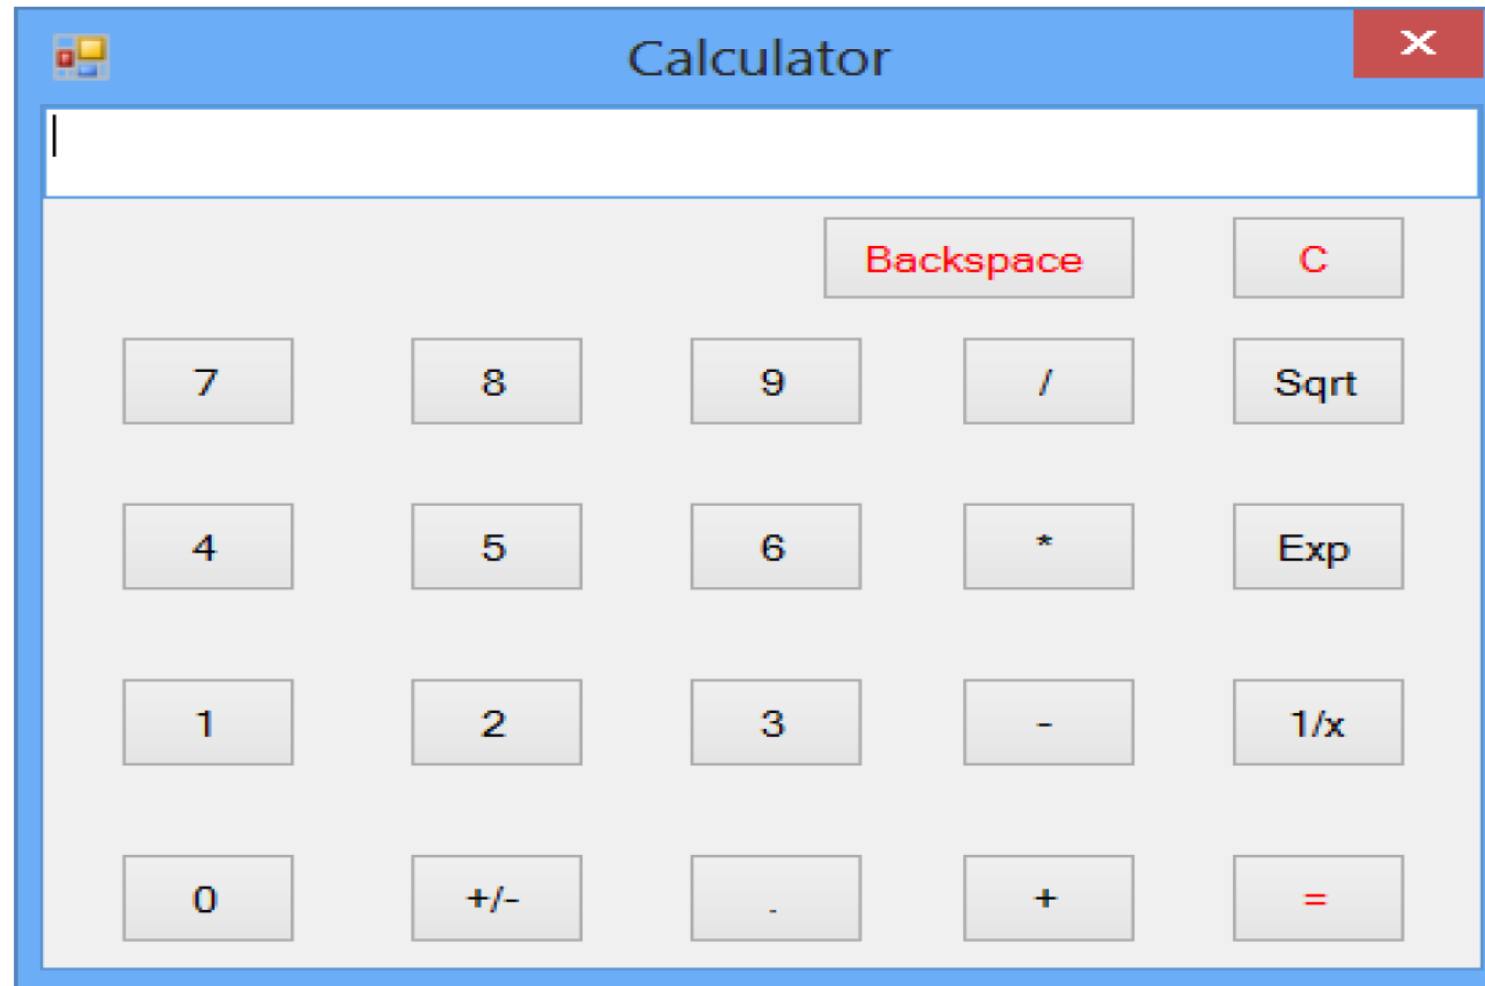 Calculator
Backspace C
7 8 9 / Sqrt
4 5 6 * Exp
1 2 3 - 1/x
0 +/- . + =